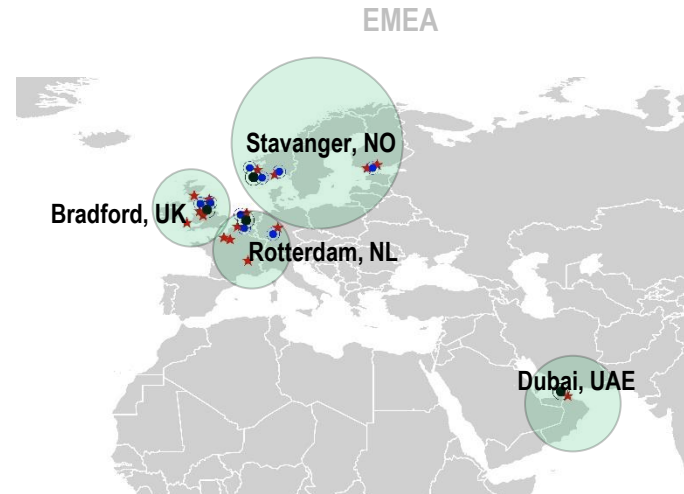 EMEA
Stavanger, NO
Bradford, UK
Rotterdam, NL
Dubai, UAE